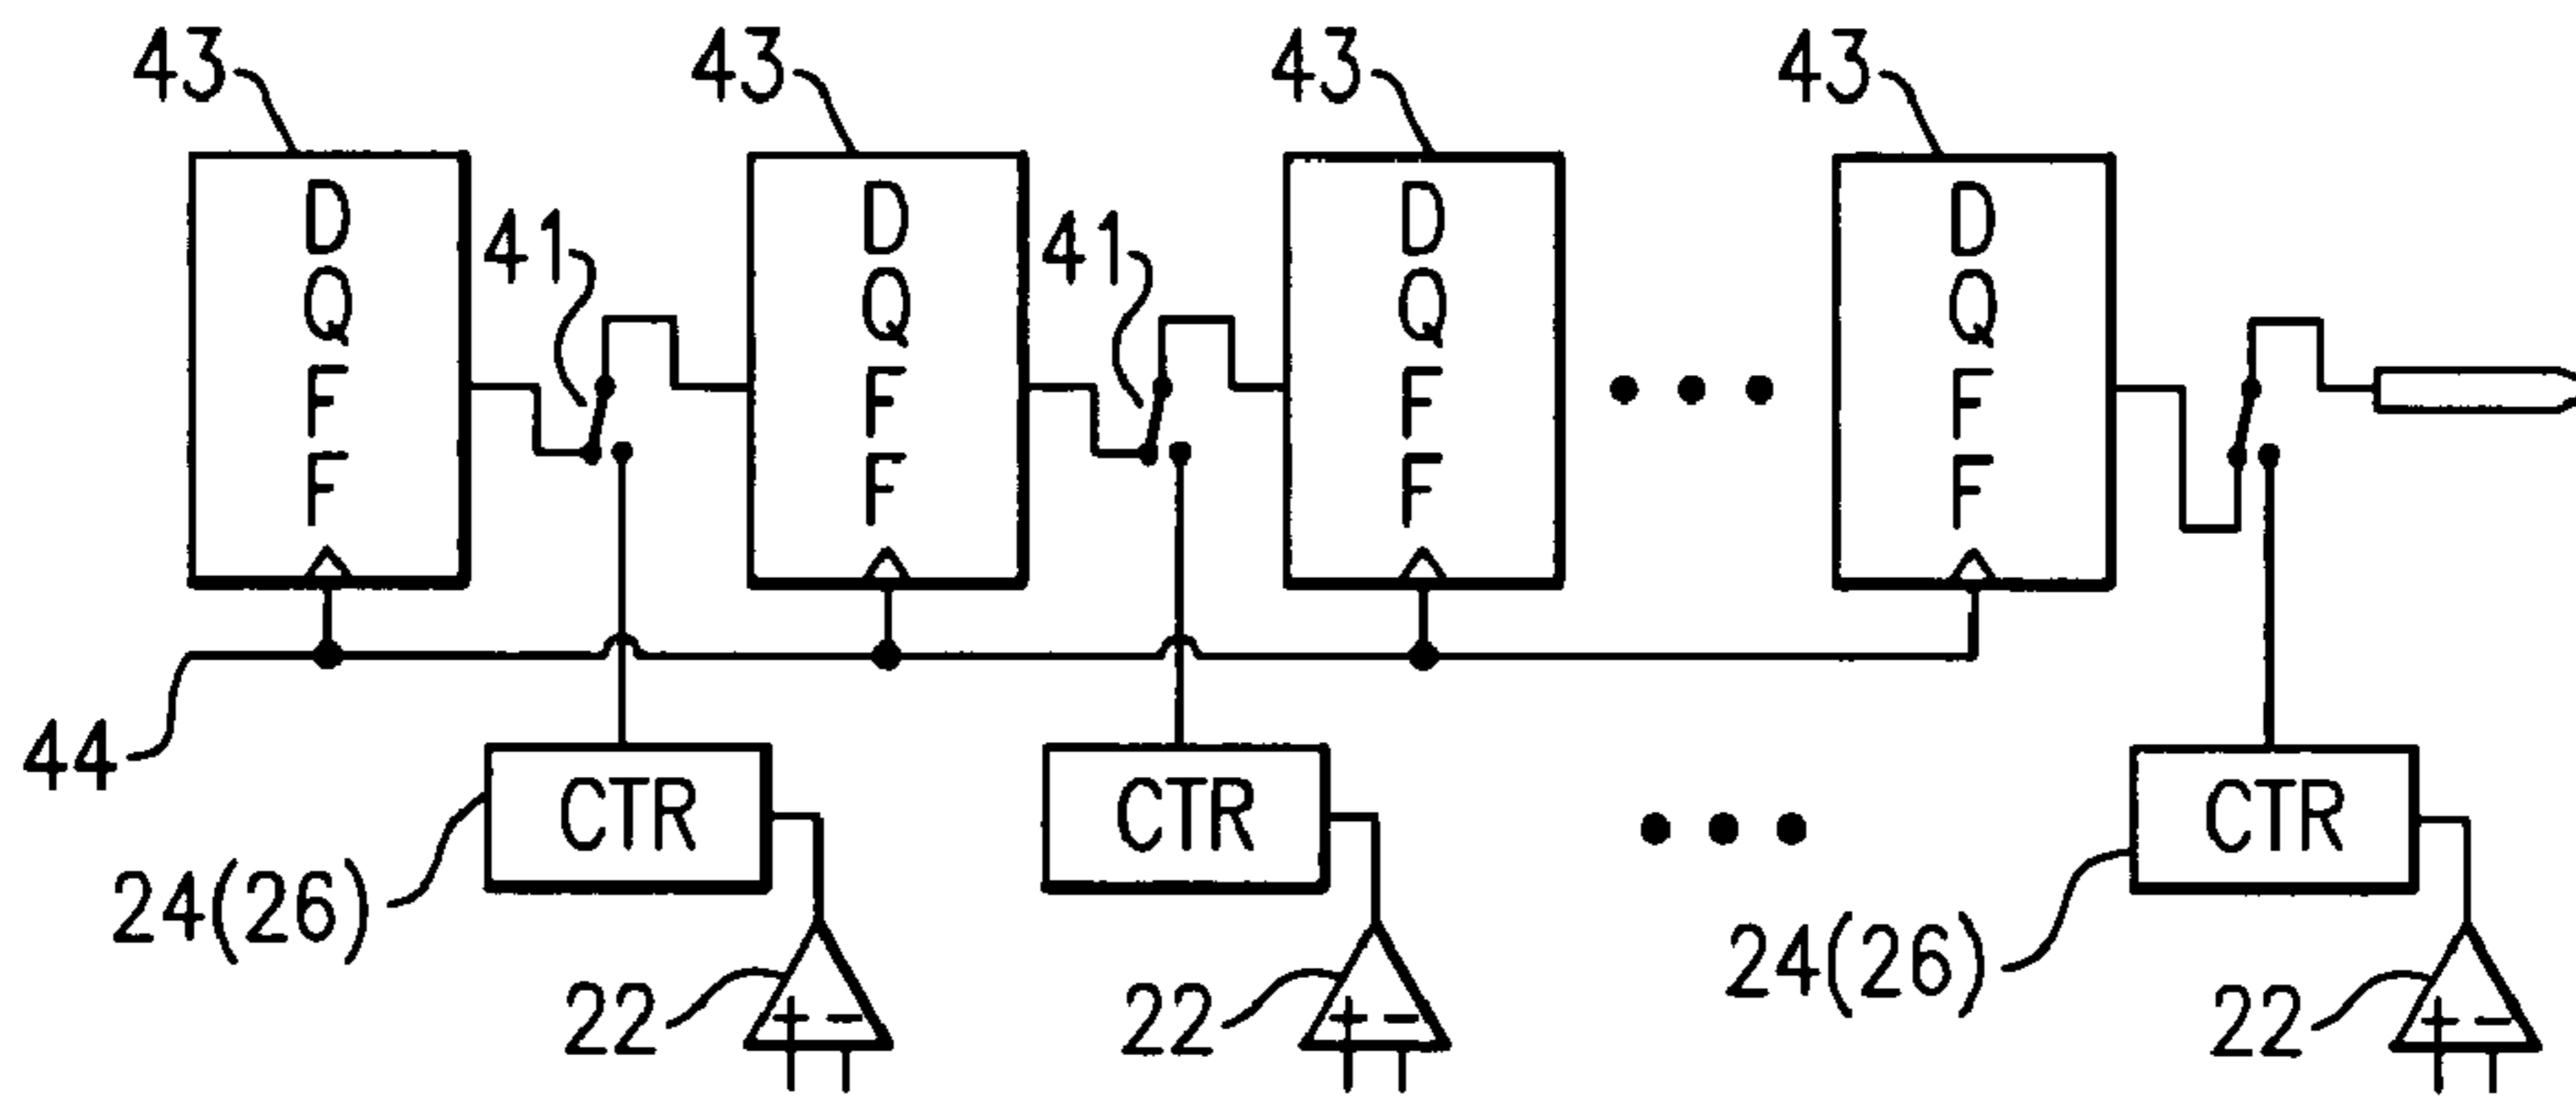 43 43 43 43
D D D D
41 41
Q Q Q Q
F F F F
F F F F
44
CTR CTR CTR
24(26) 24(26)
22 22 22
+ - + - + -